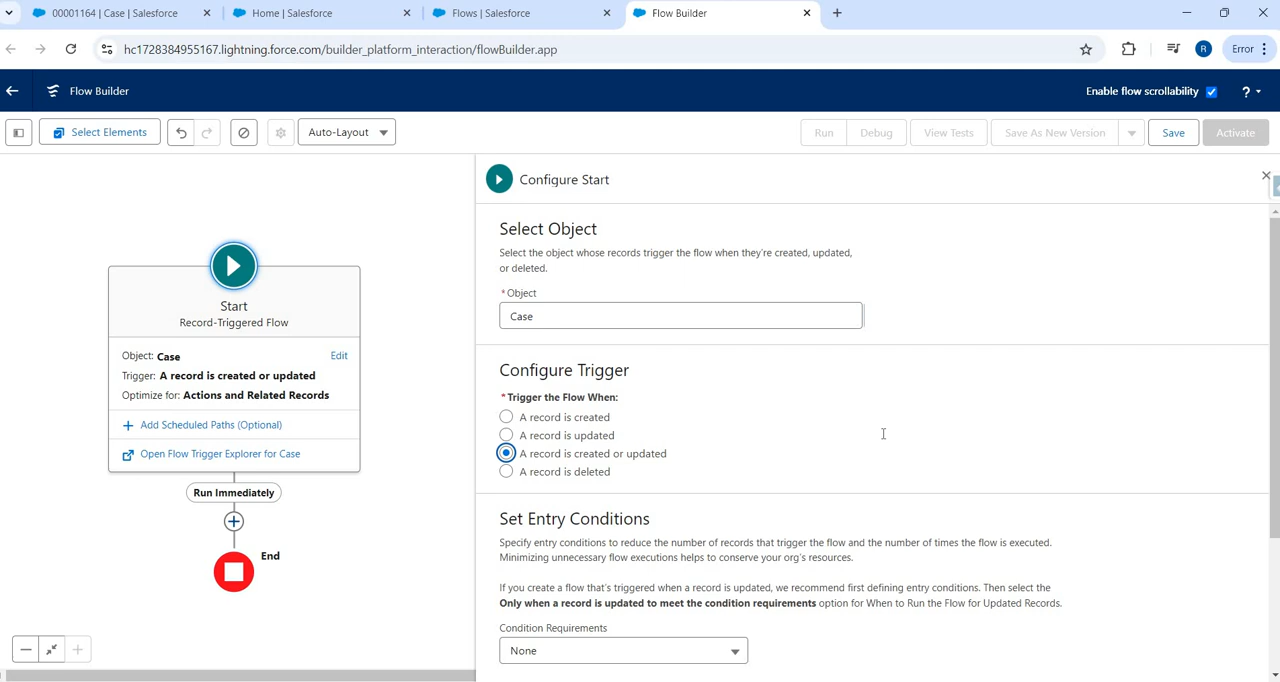 00001164 | Case | Salesforce
Home | Salesforce
Flows | Salesforce
Flow Builder
hc1728384955167.lightning.force.com/builder_platform_interaction/flowBuilder.app
R
Error
Flow Builder
Enable flow scrollability
?
Select Elements
Auto-Layout
Run
Debug
View Tests
Save As New Version
Save
Activate
Start
Record-Triggered Flow
Object: Case
Edit
Trigger: A record is created or updated
Optimize for: Actions and Related Records
Add Scheduled Paths (Optional)
Open Flow Trigger Explorer for Case
Run Immediately
End
Configure Start
Select Object
Select the object whose records trigger the flow when they're created, updated,
or deleted.
*Object
Case
Configure Trigger
*Trigger the Flow When:
A record is created
A record is updated
A record is created or updated
A record is deleted
Set Entry Conditions
Specify entry conditions to reduce the number of records that trigger the flow and the number of times the flow is executed.
Minimizing unnecessary flow executions helps to conserve your org's resources.
If you create a flow that's triggered when a record is updated, we recommend first defining entry conditions. Then select the
Only when a record is updated to meet the condition requirements option for When to Run the Flow for Updated Records.
Condition Requirements
None